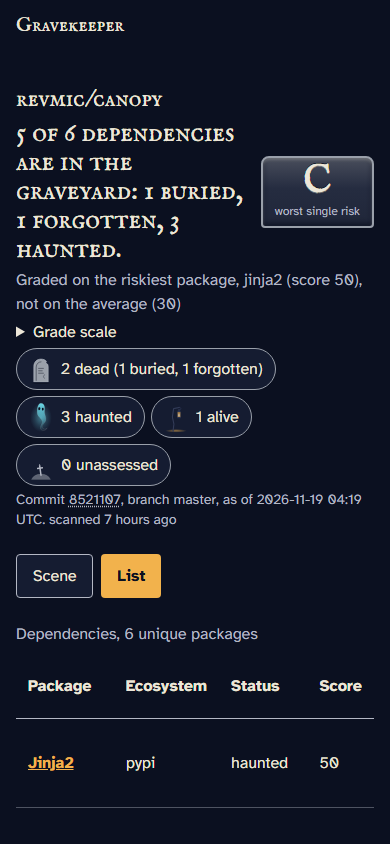 Gravekeeper
revmic/canopy
5 of 6 dependencies
are in the
graveyard: 1 buried,
1 forgotten, 3
haunted.
C
worst single risk
Graded on the riskiest package, jinja2 (score 50),
not on the average (30)
▶ Grade scale
2 dead (1 buried, 1 forgotten)
3 haunted
1 alive
0 unassessed
Commit 8521107, branch master, as of 2026-11-19 04:19
UTC. scanned 7 hours ago
Scene
List
Dependencies, 6 unique packages
Package Ecosystem Status Score
Jinja2 pypi haunted 50